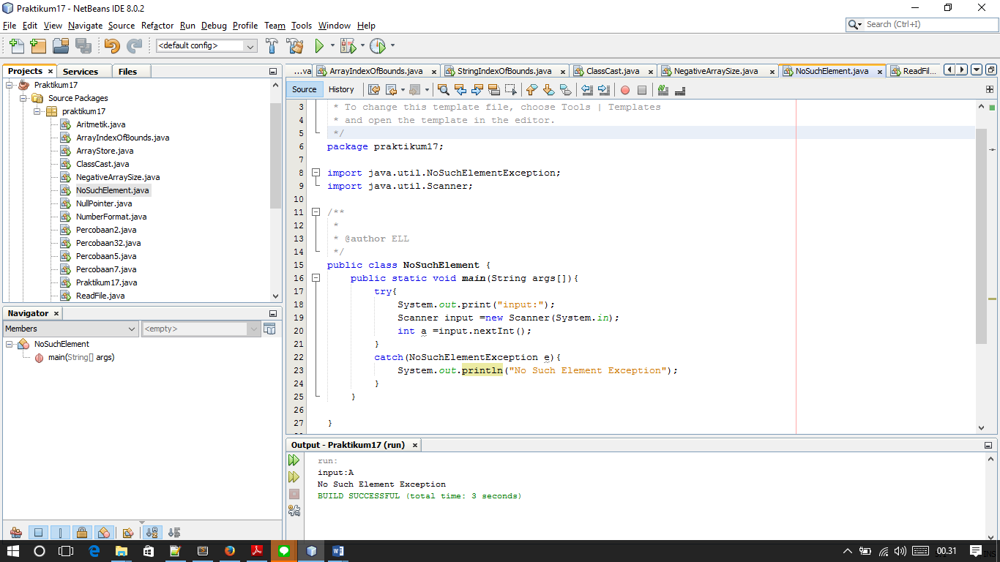 Praktikum17 - NetBeans IDE 8.0.2
File Edit View Navigate Source Refactor Run Debug Profile Team Tools Window Help
Search (Ctrl+I)
<default config>
Projects Services Files
Praktikum17
Source Packages
praktikum17
Aritmetik.java
ArrayIndexOfBounds.java
ArrayStore.java
ClassCast.java
NegativeArraySize.java
NoSuchElement.java
NullPointer.java
NumberFormat.java
Percobaan2.java
Percobaan32.java
Percobaan5.java
Percobaan7.java
Praktikum17.java
ReadFile.java
Navigator
Members <empty>
NoSuchElement
main(String[] args)
...va ArrayIndexOfBounds.java StringIndexOfBounds.java ClassCast.java NegativeArraySize.java NoSuchElement.java ReadFil...
Source History
3 * To change this template file, choose Tools | Templates
4 * and open the template in the editor.
5 */
6 package praktikum17;
7
8 import java.util.NoSuchElementException;
9 import java.util.Scanner;
10
11 /**
12 *
13 * @author ELL
14 */
15 public class NoSuchElement {
16 public static void main(String args[]){
17 try{
18 System.out.print("input:");
19 Scanner input =new Scanner(System.in);
20 int a =input.nextInt();
21 }
22 catch(NoSuchElementException e){
23 System.out.println("No Such Element Exception");
24 }
25 }
26
27 }
Output - Praktikum17 (run)
run:
input:A
No Such Element Exception
BUILD SUCCESSFUL (total time: 3 seconds)
00.31
INS